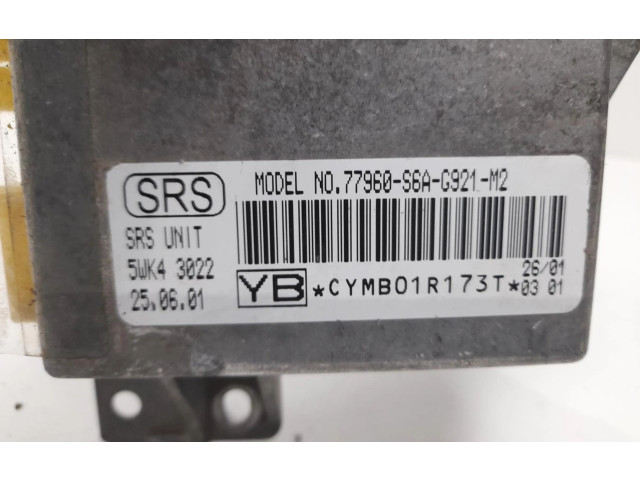 SRS
MODEL NO.77960-S6A-G921-M2
SRS UNIT
5WK4 3022
25.06.01
YB
*CYMB01R173T*
26/01
03 01